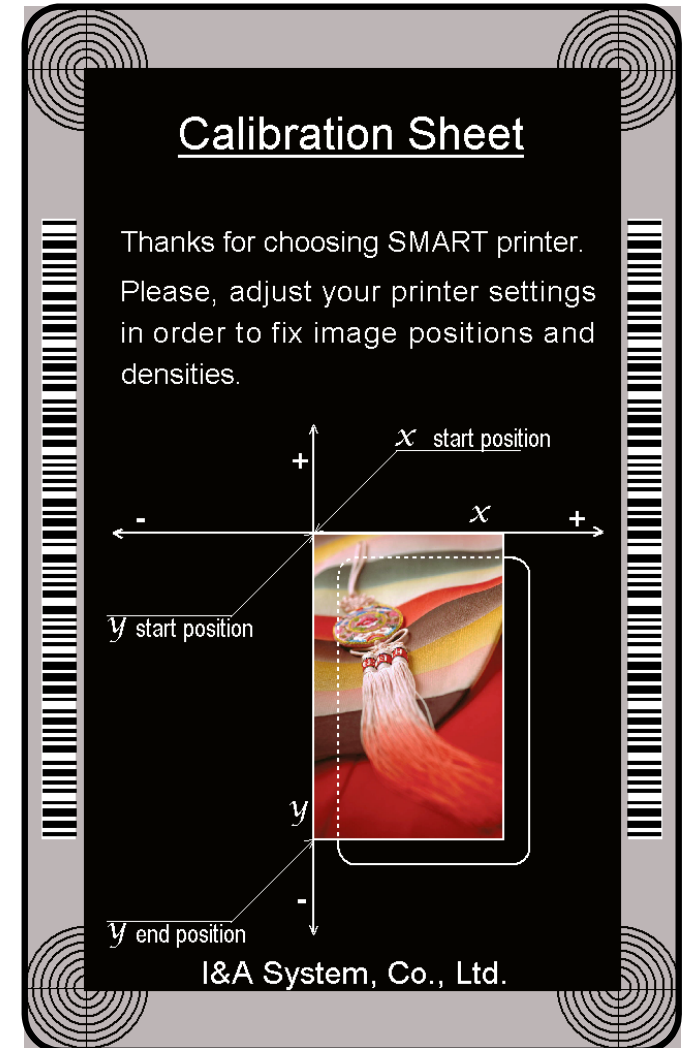 Calibration Sheet
Thanks for choosing SMART printer.
Please, adjust your printer settings
in order to fix image positions and
densities.
x start position
+
- x +
y start position
y
-
y end position
I&A System, Co., Ltd.